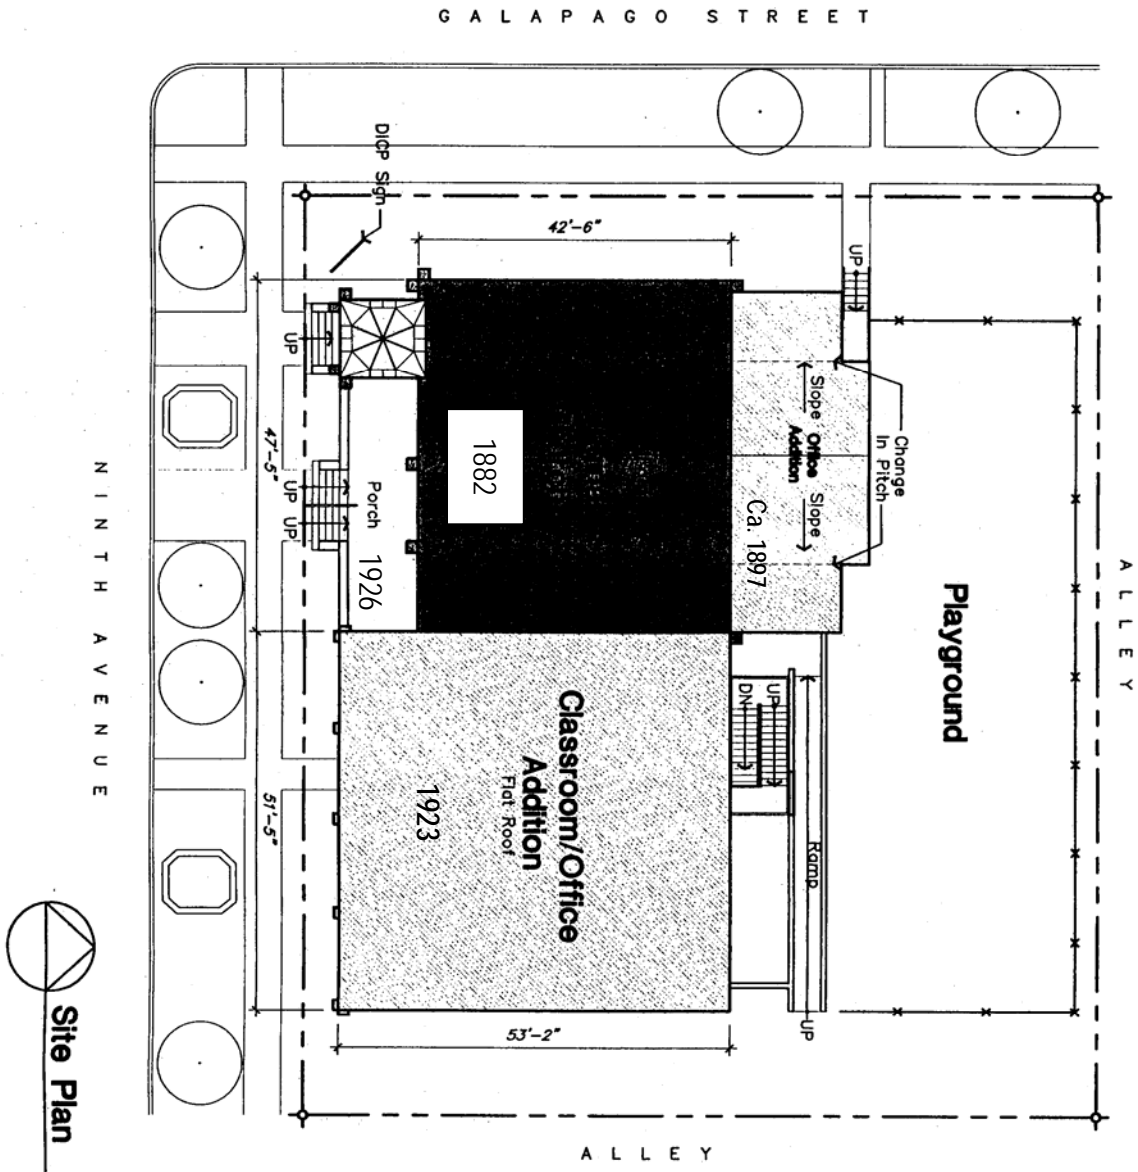 GALAPAGO STREET
DICP Sign
42'-6"
UP
UP
47'-5"
1882
Slope
Office
Addition
Slope
Change
In Pitch
Ca. 1897
UP
UP
Porch
1926
NINTH AVENUE
ALLEY
Playground
DN
UP
Classroom/Office
Addition
Flat Roof
1923
51'-5"
Ramp
UP
53'-2"
Site Plan
ALLEY